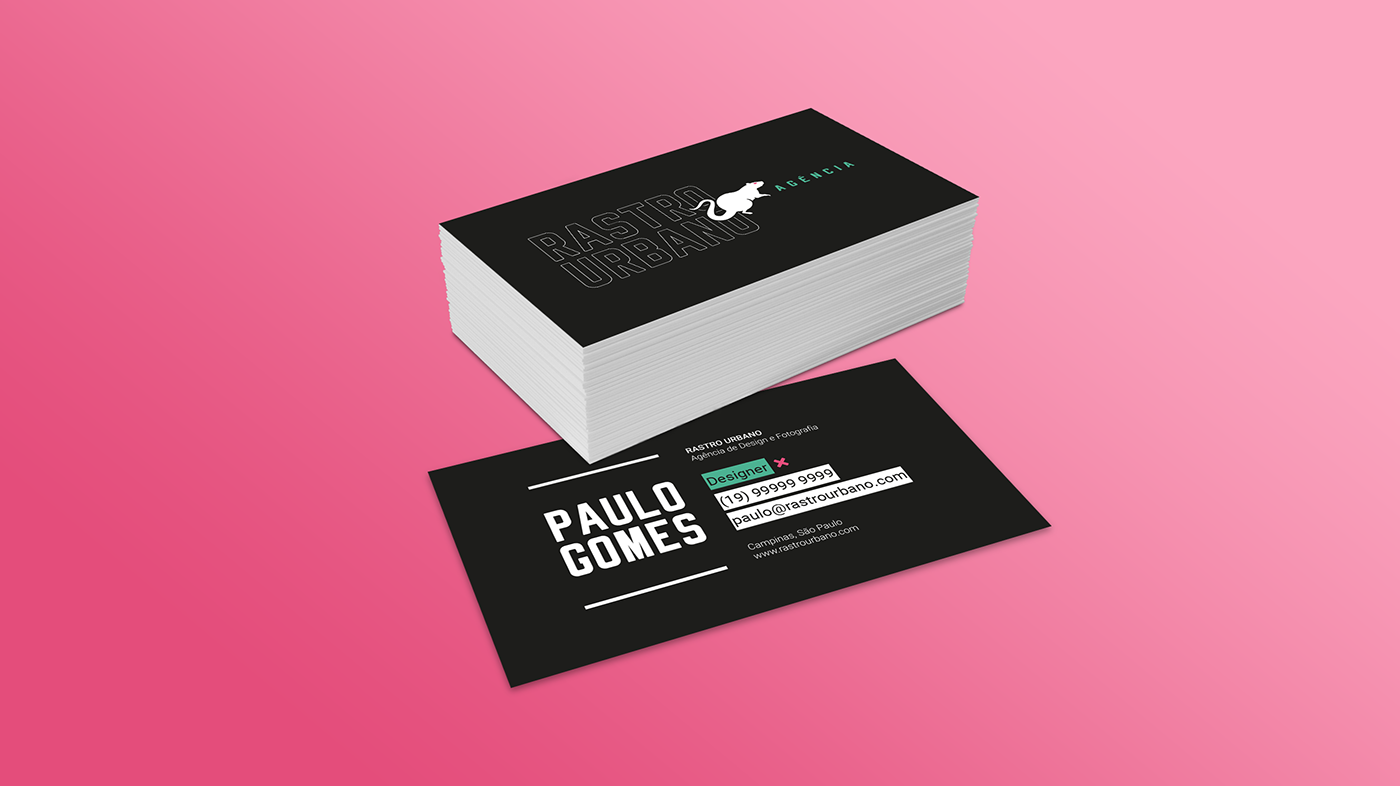 RASTRO
URBANO
AGÊNCIA
RASTRO URBANO
Agência de Design e Fotografia
PAULO
GOMES
Designer
(19) 99999 9999
paulo@rastrourbano.com
Campinas, São Paulo
www.rastrourbano.com